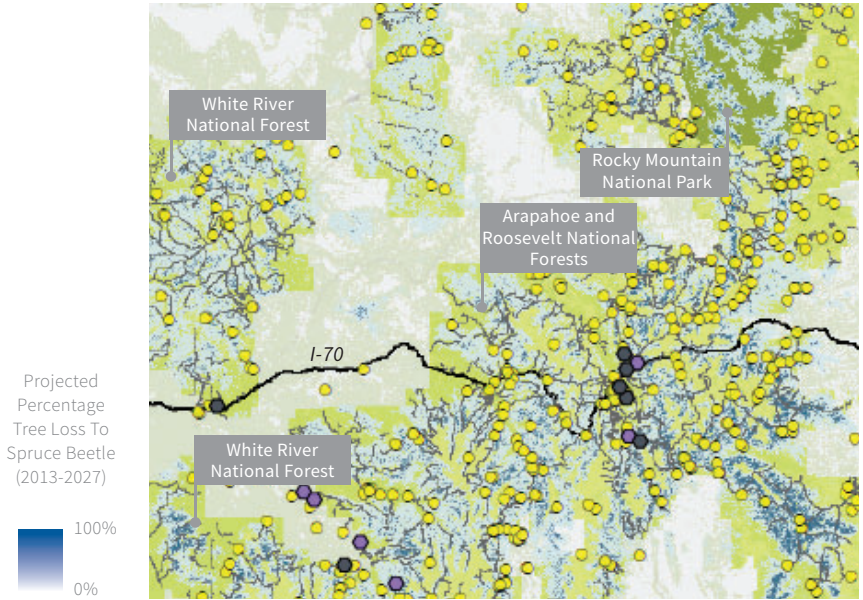 White River
National Forest
Rocky Mountain
National Park
Arapahoe and
Roosevelt National
Forests
I-70
Projected
Percentage
Tree Loss To
Spruce Beetle
(2013-2027)
White River
National Forest
100%
0%